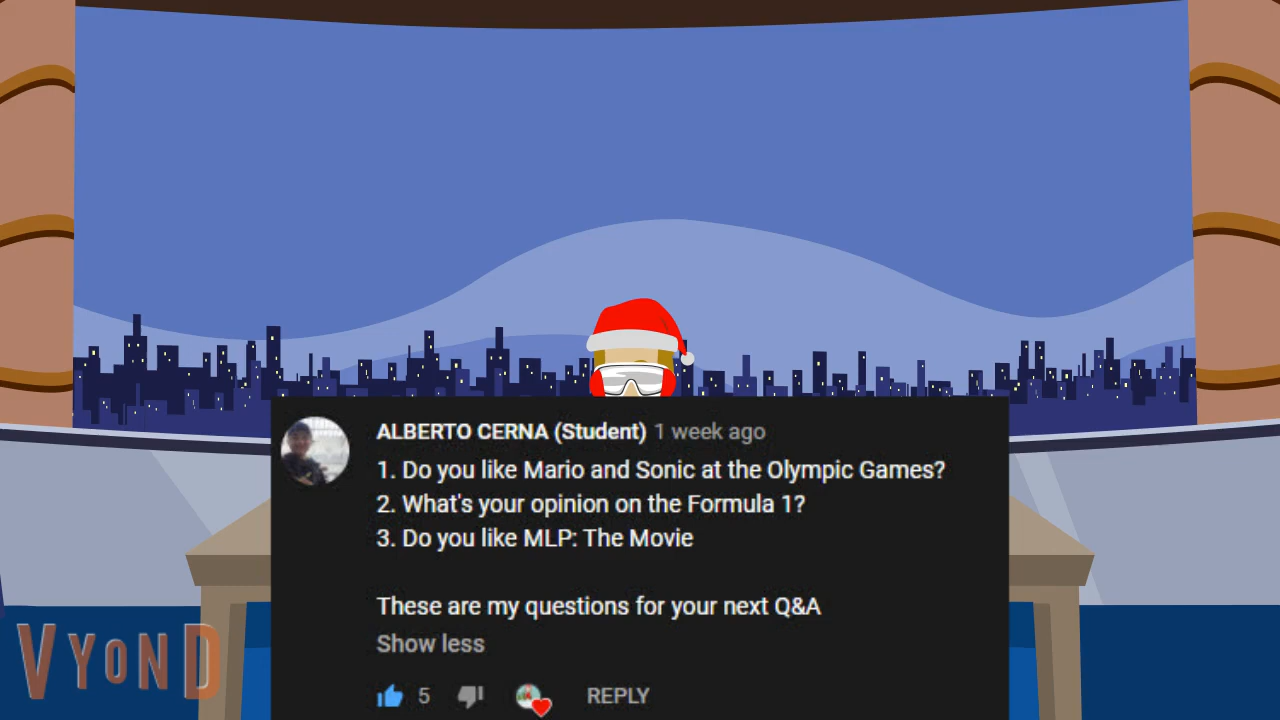 ALBERTO CERNA (Student) 1 week ago
1. Do you like Mario and Sonic at the Olympic Games?
2. What's your opinion on the Formula 1?
3. Do you like MLP: The Movie
These are my questions for your next Q&A
Show less
5 REPLY
VYOND